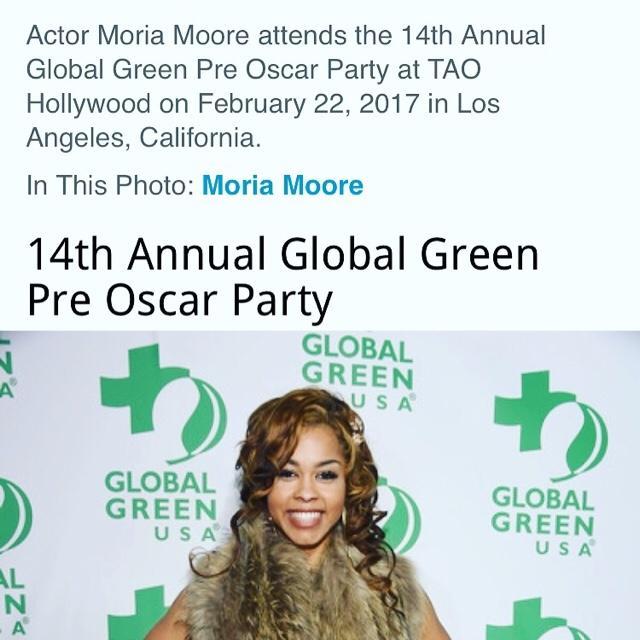 Actor Moria Moore attends the 14th Annual
Global Green Pre Oscar Party at TAO
Hollywood on February 22, 2017 in Los
Angeles, California.
In This Photo: Moria Moore
14th Annual Global Green
Pre Oscar Party
GLOBAL
GREEN
USA
GLOBAL
GREEN
USA®
GLOBAL
GREEN
USA®
N
A®
AL
N
A®